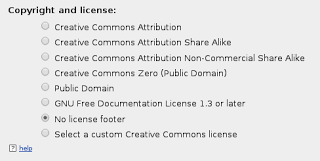 Copyright and license:
Creative Commons Attribution
Creative Commons Attribution Share Alike
Creative Commons Attribution Non-Commercial Share Alike
Creative Commons Zero (Public Domain)
Public Domain
GNU Free Documentation License 1.3 or later
No license footer
Select a custom Creative Commons license
? help